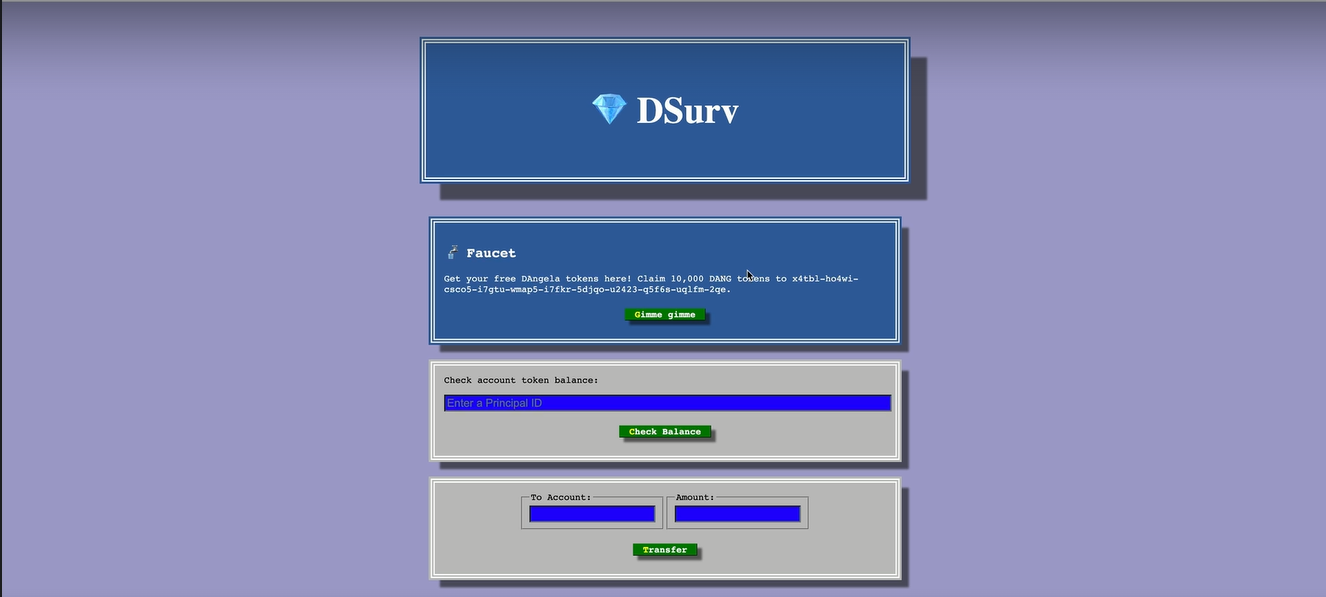 DSurv
Faucet
Get your free DAngela tokens here! Claim 10,000 DANG tokens to x4tbl-ho4wi-
csco5-i7gtu-wmap5-i7fkr-5djqo-u2423-q5f6s-uqlfm-2qe.
Gimme gimme
Check account token balance:
Enter a Principal ID
Check Balance
To Account: Amount:
Transfer